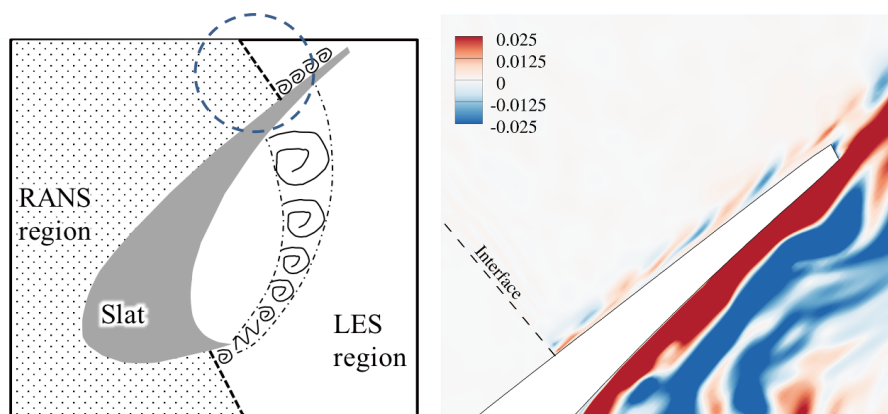 RANS
region
Slat
LES
region
0.025
0.0125
0
-0.0125
-0.025
Interface